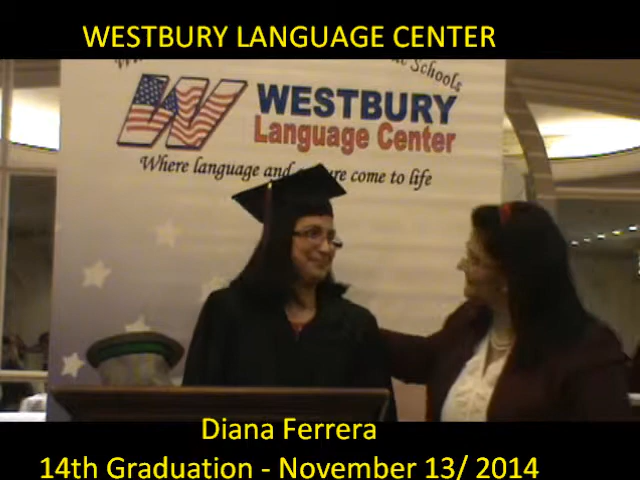 WESTBURY LANGUAGE CENTER
Schools
W WESTBURY
Language Center
Where language and come to life
Diana Ferrera
14th Graduation - November 13/ 2014